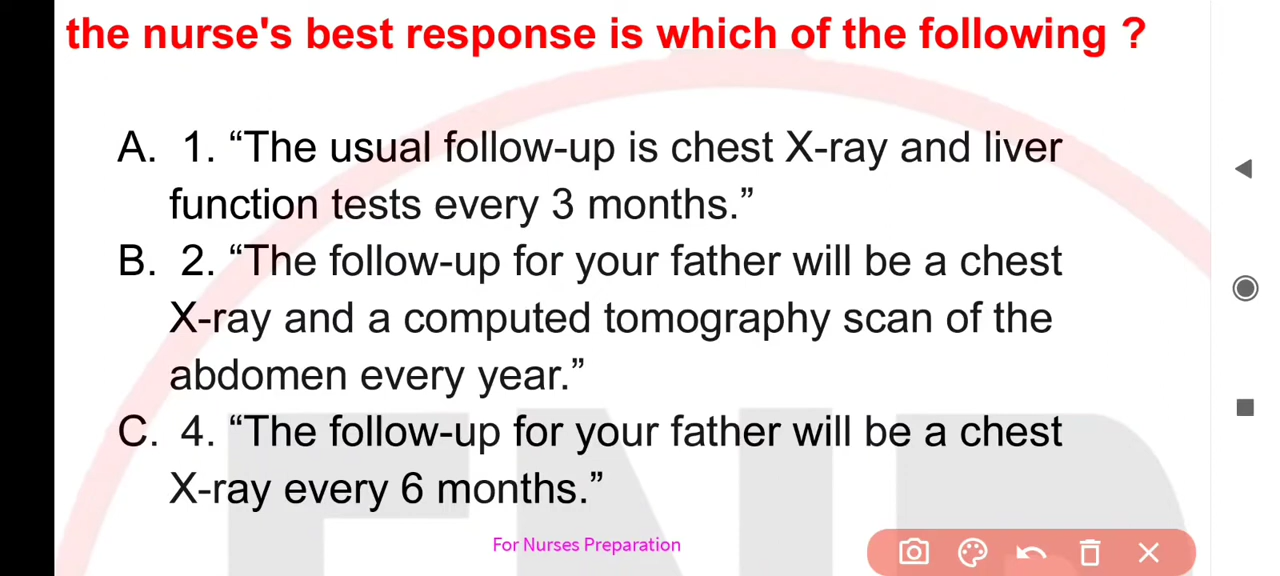 the nurse's best response is which of the following ?
A. 1. “The usual follow-up is chest X-ray and liver
function tests every 3 months.”
B. 2. “The follow-up for your father will be a chest
X-ray and a computed tomography scan of the
abdomen every year.”
C. 4. “The follow-up for your father will be a chest
X-ray every 6 months.”
For Nurses Preparation